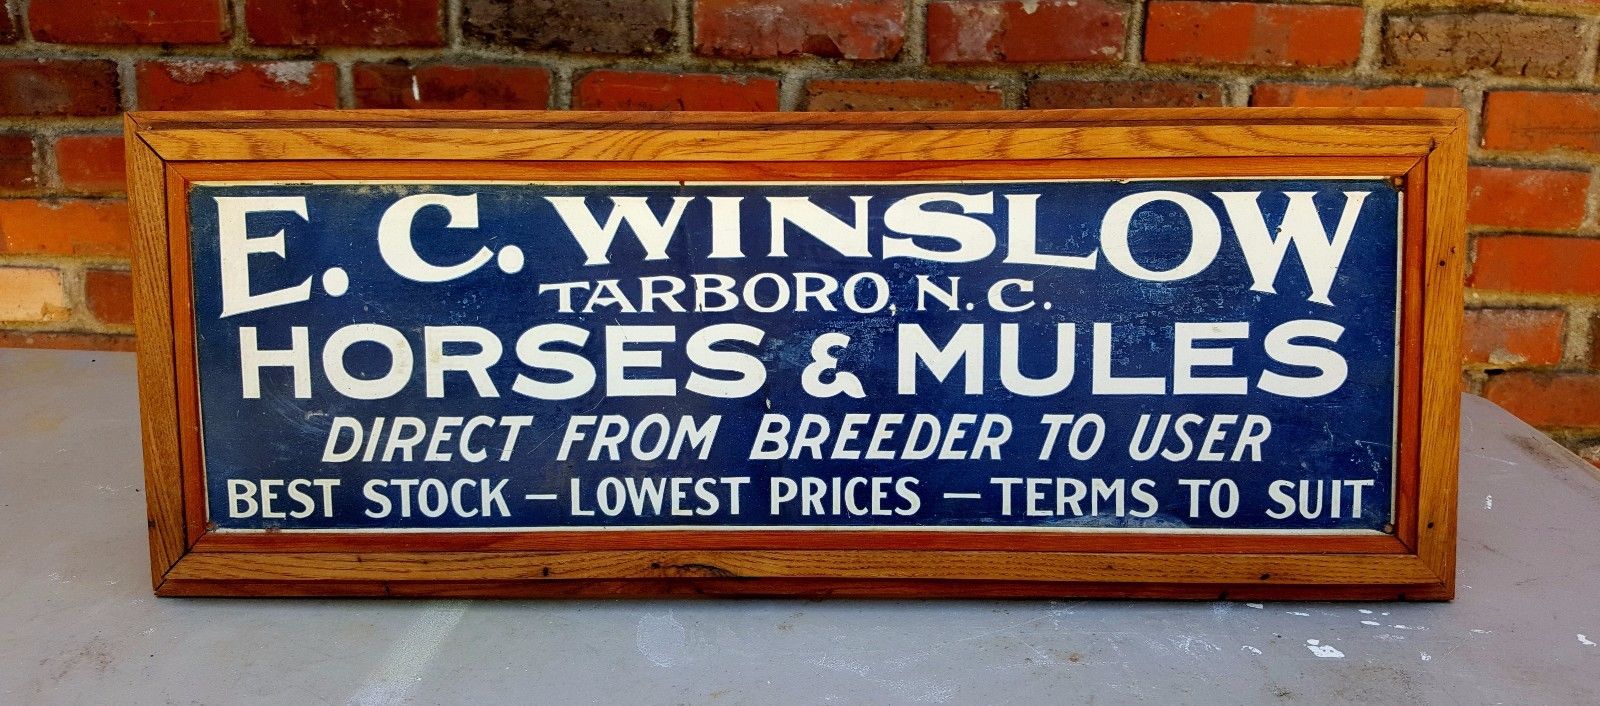 E. C. WINSLOW
TARBORO, N. C.
HORSES & MULES
DIRECT FROM BREEDER TO USER
BEST STOCK – LOWEST PRICES – TERMS TO SUIT